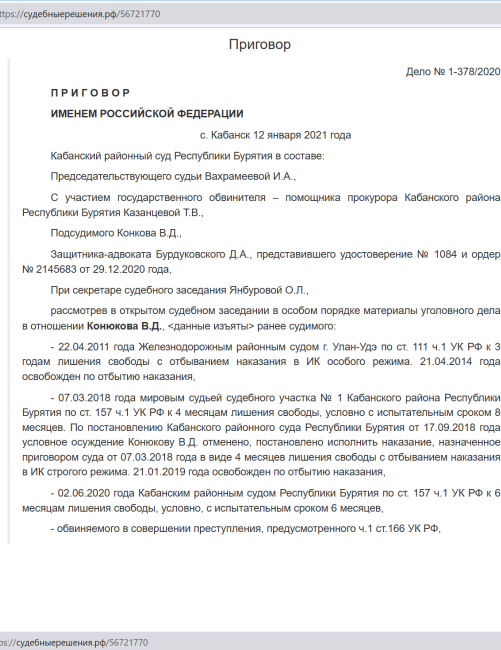 ttps://судебныерешения.рф/56721770
Приговор
Дело № 1-378/2020
П Р И Г О В О Р
ИМЕНЕМ РОССИЙСКОЙ ФЕДЕРАЦИИ
с. Кабанск 12 января 2021 года
Кабанский районный суд Республики Бурятия в составе:
Председательствующего судьи Вахрамеевой И.А.,
С участием государственного обвинителя – помощника прокурора Кабанского района
Республики Бурятия Казанцевой Т.В.,
Подсудимого Конкова В.Д.,
Защитника-адвоката Бурдуковского Д.А., представившего удостоверение № 1084 и ордер
№ 2145683 от 29.12.2020 года,
При секретаре судебного заседания Янбуровой О.Л.,
рассмотрев в открытом судебном заседании в особом порядке материалы уголовного дела
в отношении Конюкова В.Д., <данные изъяты> ранее судимого:
- 22.04.2011 года Железнодорожным районным судом г. Улан-Удэ по ст. 111 ч.1 УК РФ к 3
годам лишения свободы с отбыванием наказания в ИК особого режима. 21.04.2014 года
освобожден по отбытию наказания,
- 07.03.2018 года мировым судьей судебного участка № 1 Кабанского района Республики
Бурятия по ст. 157 ч.1 УК РФ к 4 месяцам лишения свободы, условно с испытательным сроком 8
месяцев. По постановлению Кабанского районного суда Республики Бурятия от 17.09.2018 года
условное осуждение Конюкову В.Д. отменено, постановлено исполнить наказание, назначенное
приговором суда от 07.03.2018 года в виде 4 месяцев лишения свободы с отбыванием наказания
в ИК строгого режима. 21.01.2019 года освобожден по отбытию наказания,
- 02.06.2020 года Кабанским районным судом Республики Бурятия по ст. 157 ч.1 УК РФ к 6
месяцам лишения свободы, условно, с испытательным сроком 6 месяцев,
- обвиняемого в совершении преступления, предусмотренного ч.1 ст.166 УК РФ,
ps://судебныерешения.рф/56721770